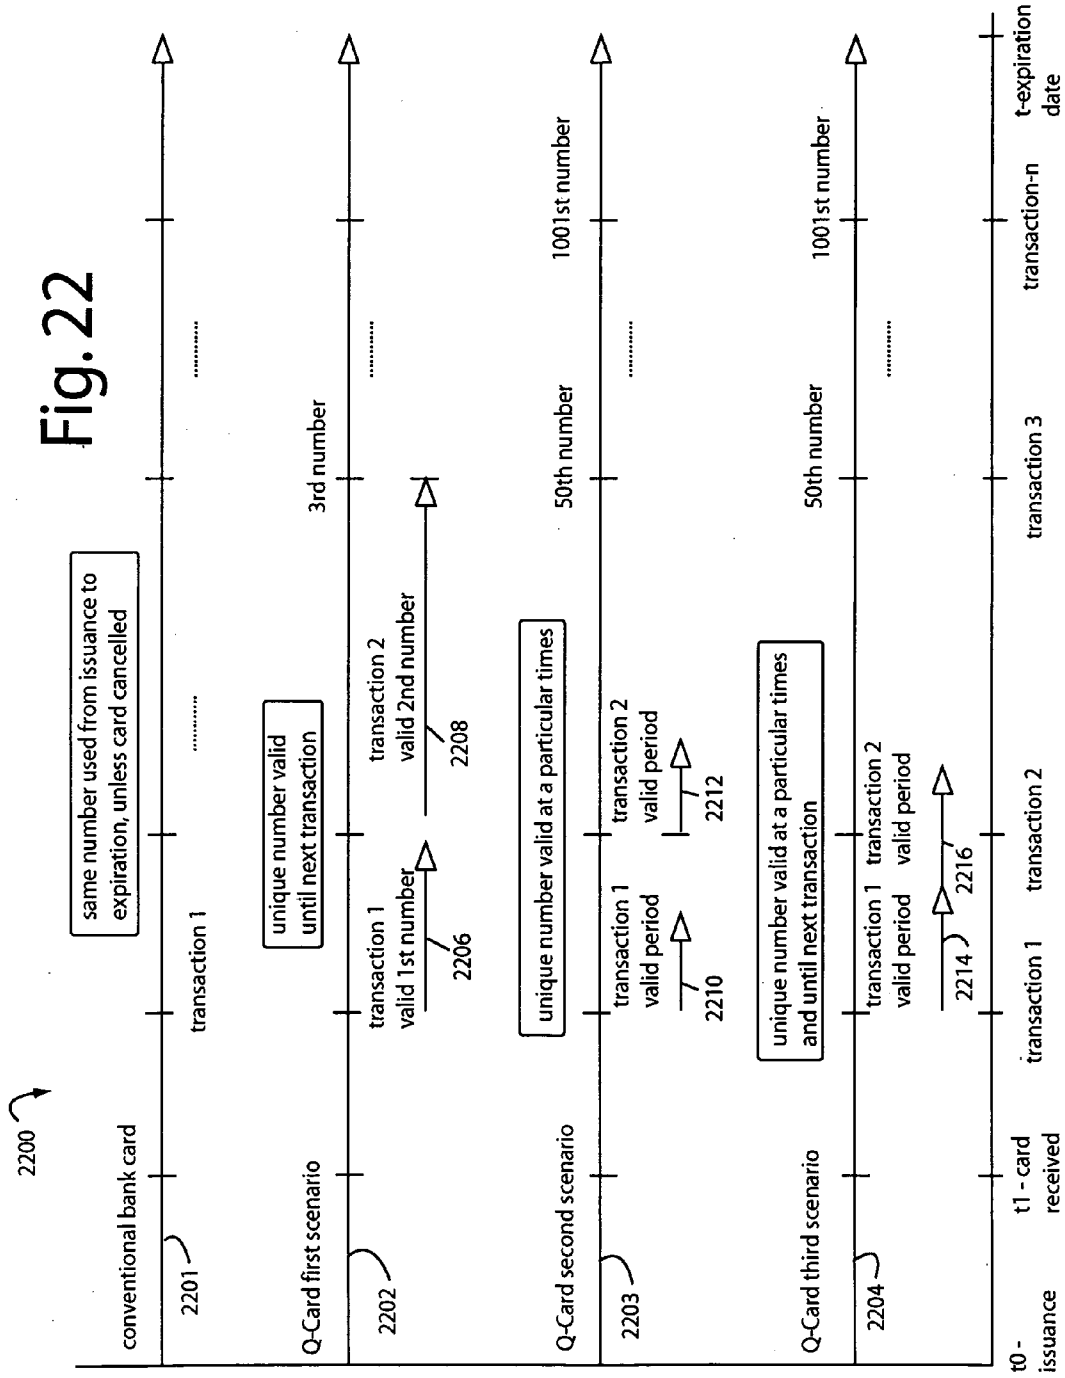 Fig. 22
2200
conventional bank card
2201
same number used from issuance to
expiration, unless card cancelled
transaction 1
...........
...........
Q-Card first scenario
2202
unique number valid
until next transaction
3rd number
transaction 1
valid 1st number
2206
transaction 2
valid 2nd number
2208
...........
Q-Card second scenario
2203
unique number valid at a particular times
50th number
1001st number
transaction 1
valid period
2210
transaction 2
valid period
2212
...........
Q-Card third scenario
2204
unique number valid at a particular times
and until next transaction
50th number
1001st number
transaction 1
valid period
2214
transaction 2
valid period
2216
...........
t0 -
issuance
t1 - card
received
transaction 1
transaction 2
transaction 3
transaction-n
t-expiration
date